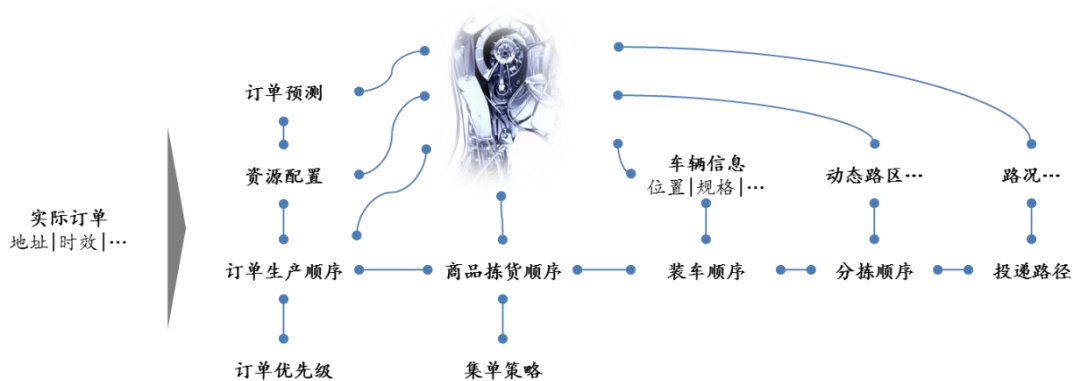 订单预测
资源配置
车辆信息
位置|规格|…
动态路区…
路况…
实际订单
地址|时效|…
订单生产顺序
商品拣货顺序
装车顺序
分拣顺序
投递路径
订单优先级
集单策略